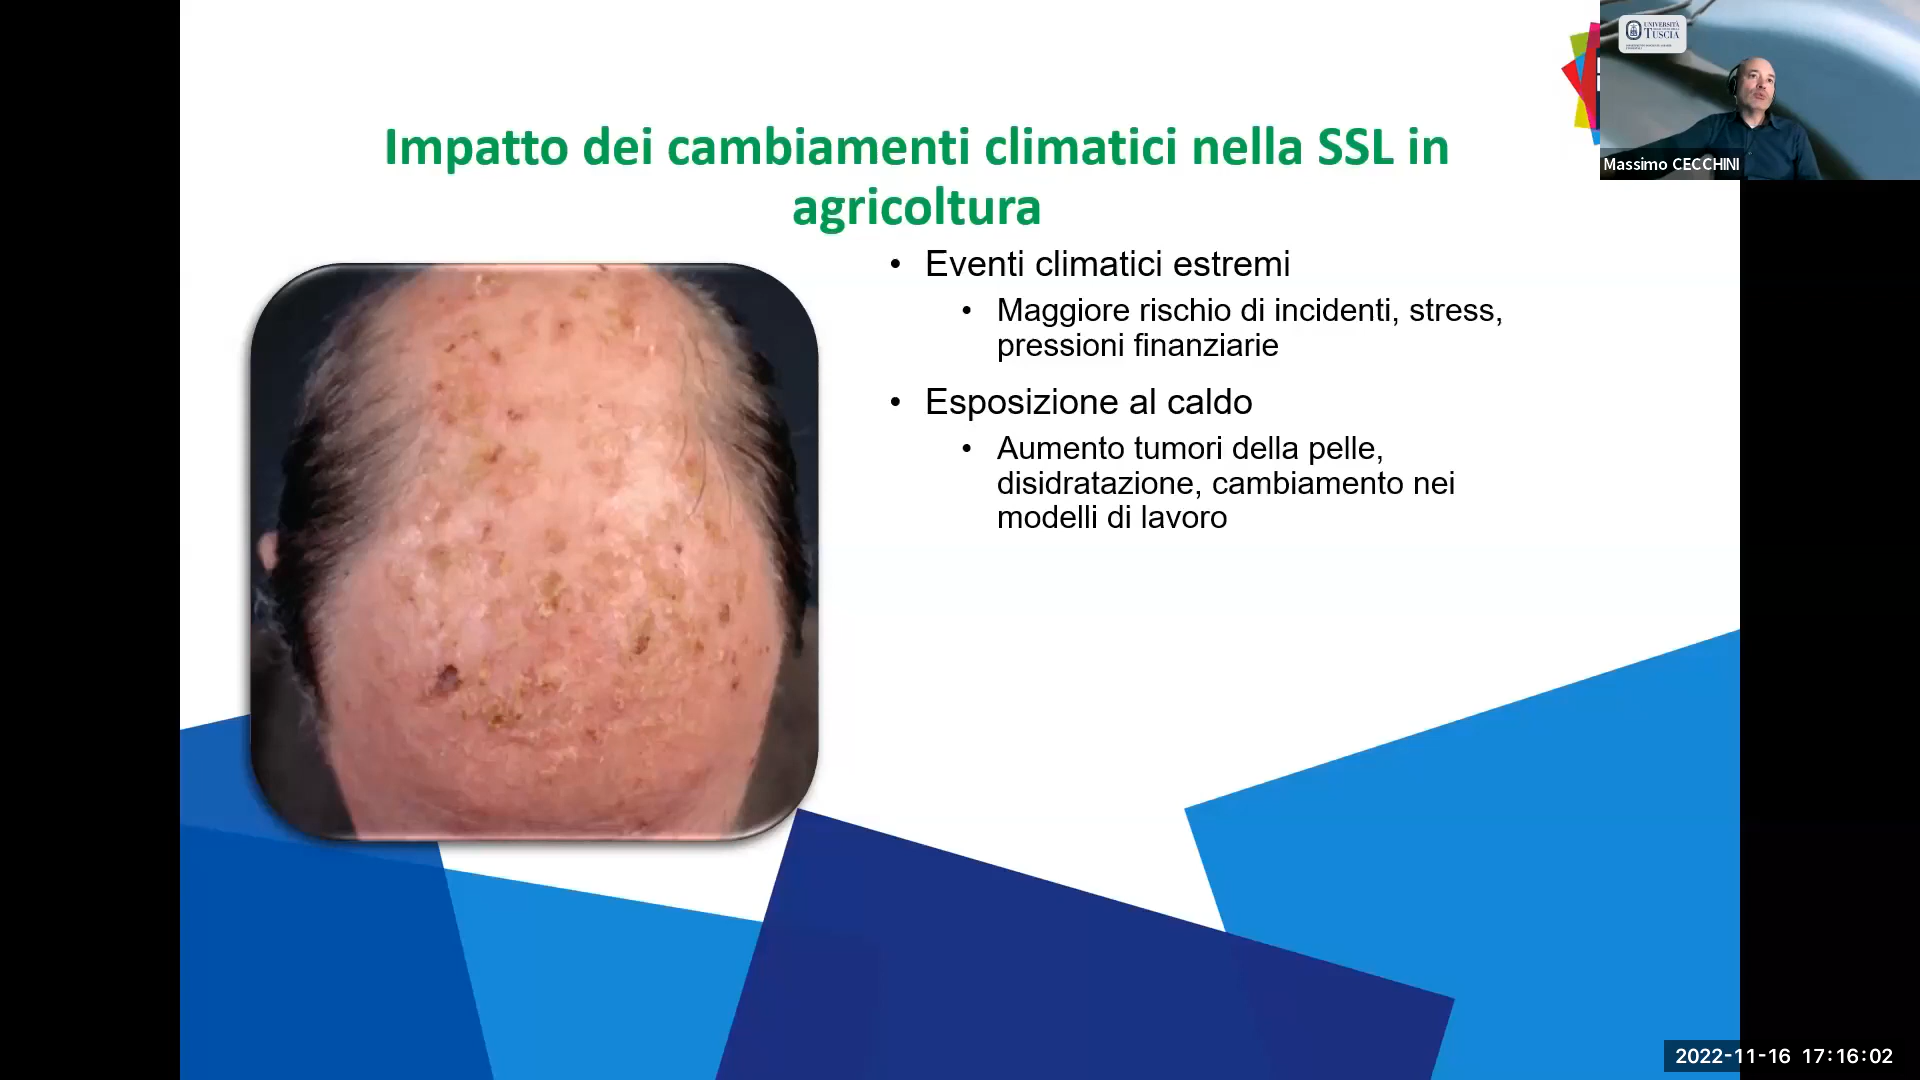 Impatto dei cambiamenti climatici nella SSL in
agricoltura
• Eventi climatici estremi
• Maggiore rischio di incidenti, stress,
pressioni finanziarie
• Esposizione al caldo
• Aumento tumori della pelle,
disidratazione, cambiamento nei
modelli di lavoro
UNIVERSITÀ
TUSCIA
Massimo CECCHINI
2022-11-16 17:16:02